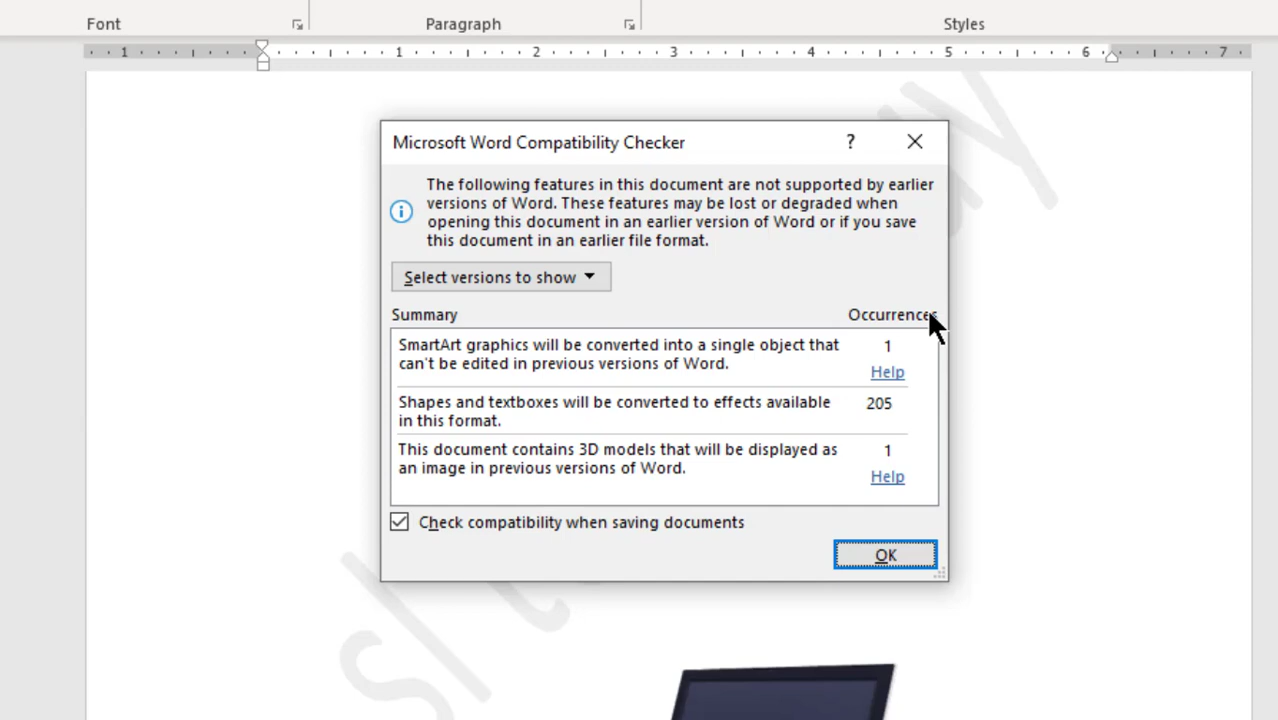 Font Paragraph Styles
1 1 2 3 4 5 6 7
Microsoft Word Compatibility Checker ?
The following features in this document are not supported by earlier
versions of Word. These features may be lost or degraded when
opening this document in an earlier version of Word or if you save
this document in an earlier file format.
Select versions to show
Summary Occurrences
SmartArt graphics will be converted into a single object that 1
can't be edited in previous versions of Word.
Help
Shapes and textboxes will be converted to effects available 205
in this format.
This document contains 3D models that will be displayed as 1
an image in previous versions of Word.
Help
Check compatibility when saving documents
OK